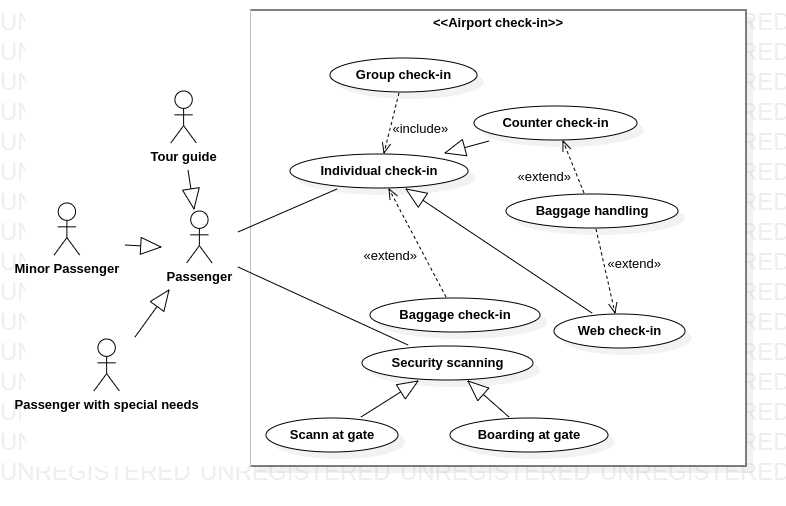 <<Airport check-in>>
Group check-in
Counter check-in
«include»
Tour guide
Individual check-in
«extend»
Baggage handling
Minor Passenger
Passenger
«extend»
«extend»
Baggage check-in
Web check-in
Security scanning
Passenger with special needs
Scann at gate
Boarding at gate
UNREGISTERED UNREGISTERED UNREGISTERED UNREGISTERED